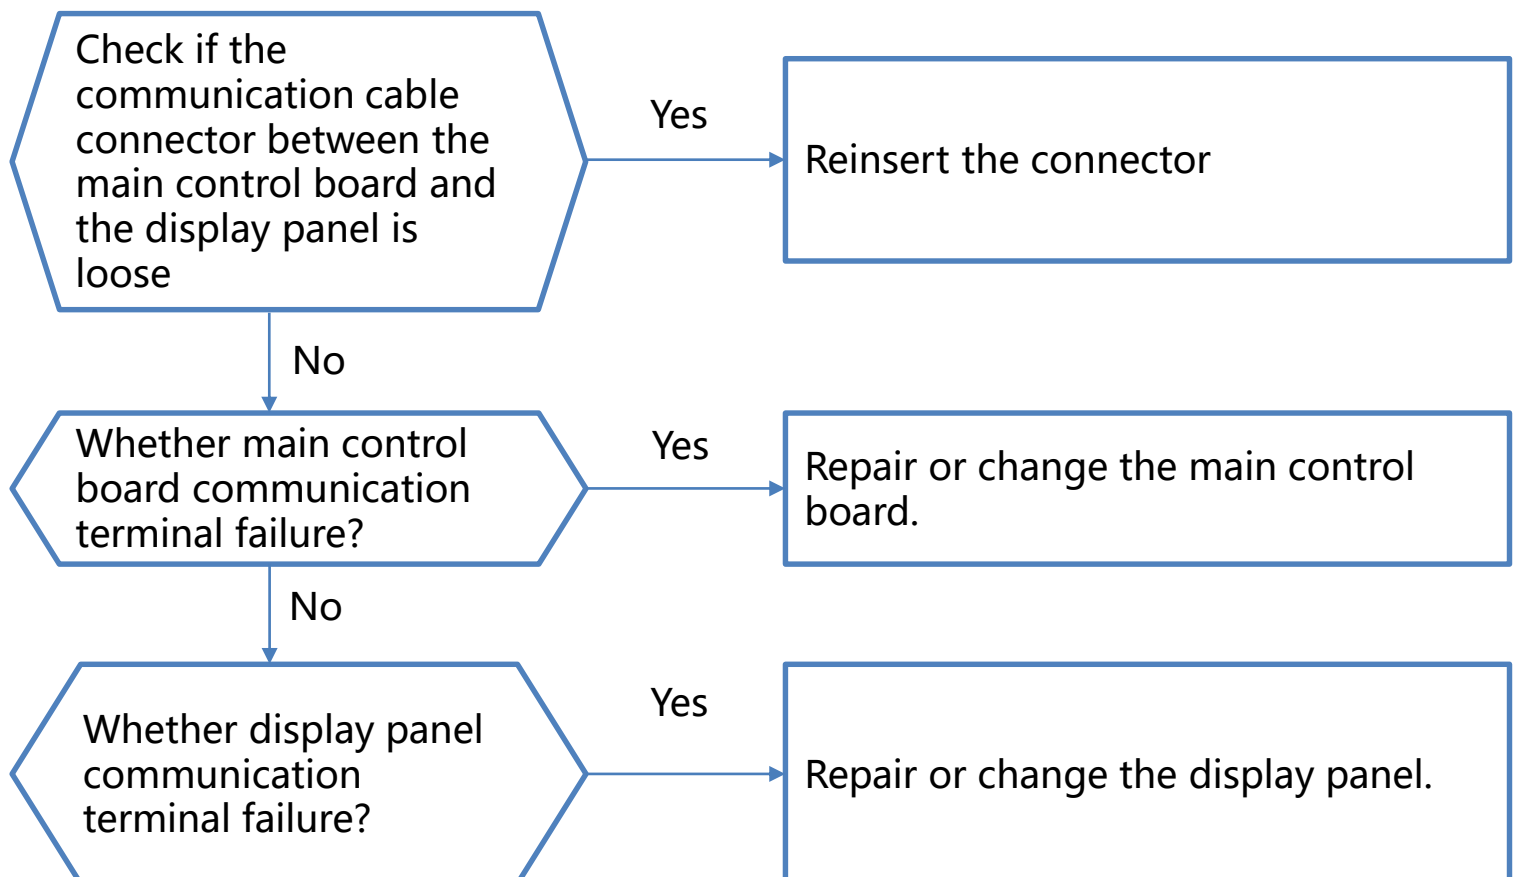 Check if the
communication cable
connector between the
main control board and
the display panel is
loose
Yes
Reinsert the connector
No
Whether main control
board communication
terminal failure?
Yes
Repair or change the main control
board.
No
Whether display panel
communication
terminal failure?
Yes
Repair or change the display panel.